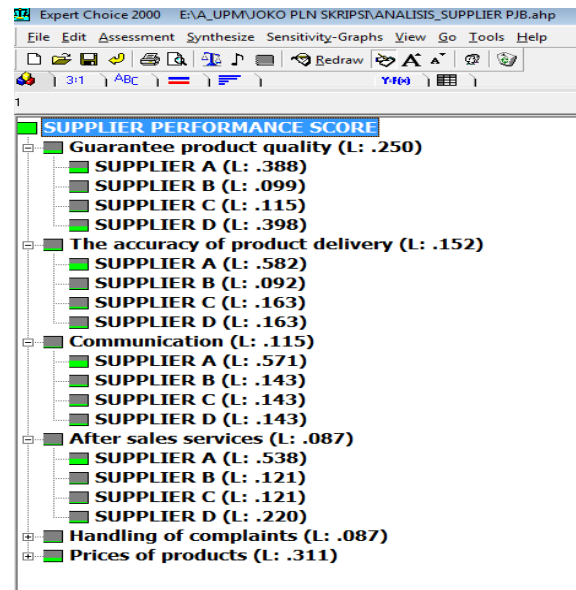 Expert Choice 2000 E:\A_UPM\JOKO PLN SKRIPSI\ANALISIS_SUPPLIER PJB.ahp
File Edit Assessment Synthesize Sensitivity-Graphs View Go Tools Help
Redraw A A
3:1 ABC Y=F(x)
1
SUPPLIER PERFORMANCE SCORE
Guarantee product quality (L: .250)
SUPPLIER A (L: .388)
SUPPLIER B (L: .099)
SUPPLIER C (L: .115)
SUPPLIER D (L: .398)
The accuracy of product delivery (L: .152)
SUPPLIER A (L: .582)
SUPPLIER B (L: .092)
SUPPLIER C (L: .163)
SUPPLIER D (L: .163)
Communication (L: .115)
SUPPLIER A (L: .571)
SUPPLIER B (L: .143)
SUPPLIER C (L: .143)
SUPPLIER D (L: .143)
After sales services (L: .087)
SUPPLIER A (L: .538)
SUPPLIER B (L: .121)
SUPPLIER C (L: .121)
SUPPLIER D (L: .220)
Handling of complaints (L: .087)
Prices of products (L: .311)